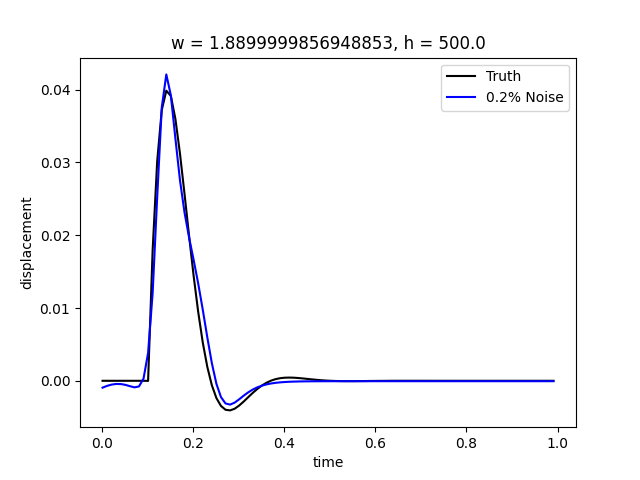 w = 1.8899999856948853, h = 500.0
Truth
0.2% Noise
0.04
0.03
0.02
0.01
0.00
displacement
0.0 0.2 0.4 0.6 0.8 1.0
time